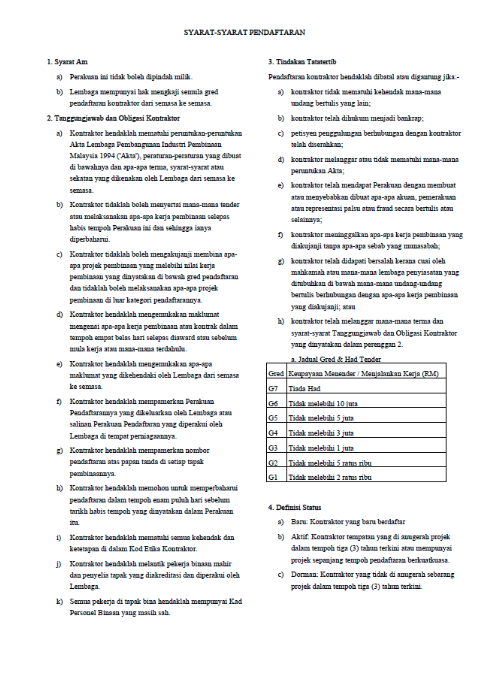 SYARAT-SYARAT PENDAFTARAN
1. Syarat Am
a) Perakuan ini tidak boleh dipindah milik.
b) Lembaga mempunyai hak mengkaji semula gred
pendaftaran kontraktor dari semasa ke semasa.
2. Tanggungjawab dan Obligasi Kontraktor
a) Kontraktor hendaklah mematuhi peruntukan-peruntukan
Akta Lembaga Pembangunan Industri Pembinaan
Malaysia 1994 ('Akta'), peraturan-peraturan yang dibuat
di bawahnya dan apa-apa terma, syarat-syarat atau
sekatan yang dikenakan oleh Lembaga dari semasa ke
semasa.
b) Kontraktor tidaklah boleh menyertai mana-mana tender
atau melaksanakan apa-apa kerja pembinaan selepas
habis tempoh Perakuan ini dan sehingga ianya
diperbaharui.
c) Kontraktor tidaklah boleh mengakujanji membina apa-
apa projek pembinaan yang melebihi nilai kerja
pembinaan yang dinyatakan di bawah gred pendaftaran
dan tidaklah boleh melaksanakan apa-apa projek
pembinaan di luar kategori pendaftarannya.
d) Kontraktor hendaklah mengemukakan maklumat
mengenai apa-apa kerja pembinaan atau kontrak dalam
tempoh empat belas hari selepas diaward atau sebelum
mula kerja atau mana-mana terdahulu.
e) Kontraktor hendaklah mengemukakan apa-apa
maklumat yang dikehendaki oleh Lembaga dari semasa
ke semasa.
f) Kontraktor hendaklah mempamerkan Perakuan
Pendaftarannya yang dikeluarkan oleh Lembaga atau
salinan Perakuan Pendaftaran yang diperakui oleh
Lembaga di tempat perniagaannya.
g) Kontraktor hendaklah mempamerkan nombor
pendaftaran atas papan tanda di setiap tapak
pembinaannya.
h) Kontraktor hendaklah memohon untuk memperbaharui
pendaftaran dalam tempoh enam puluh hari sebelum
tarikh habis tempoh yang dinyatakan dalam Perakuan
itu.
i) Kontraktor hendaklah mematuhi semua kehendak dan
ketetapan di dalam Kod Etika Kontraktor.
j) Kontraktor hendaklah melantik pekerja binaan mahir
dan penyelia tapak yang diakreditasi dan diperakui oleh
Lembaga.
k) Semua pekerja di tapak bina hendaklah mempunyai Kad
Personel Binaan yang masih sah.
3. Tindakan Tatatertib
Pendaftaran kontraktor hendaklah dibatal atau digantung jika:-
a) kontraktor tidak mematuhi kehendak mana-mana
undang bertulis yang lain;
b) kontraktor telah dihukum menjadi bankrap;
c) petisyen penggulungan berhubungan dengan kontraktor
telah diserahkan;
d) kontraktor melanggar atau tidak mematuhi mana-mana
peruntukan Akta;
e) kontraktor telah mendapat Perakuan dengan membuat
atau menyebabkan dibuat apa-apa akuan, pemerakuan
atau representasi palsu atau fraud secara bertulis atau
selainnya;
f) kontraktor meninggalkan apa-apa kerja pembinaan yang
diakujanji tanpa apa-apa sebab yang munasabah;
g) kontraktor telah didapati bersalah kerana cuai oleh
mahkamah atau mana-mana lembaga penyiasatan yang
ditubuhkan di bawah mana-mana undang-undang
bertulis berhubungan dengan apa-apa kerja pembinaan
yang diakujanji; atau
h) kontraktor telah melanggar mana-mana terma dan
syarat-syarat Tanggungjawab dan Obligasi Kontraktor
yang dinyatakan dalam perenggan 2.
a. Jadual Gred & Had Tender
Gred Keupayaan Menender / Menjalankan Kerja (RM)
G7 Tiada Had
G6 Tidak melebihi 10 juta
G5 Tidak melebihi 5 juta
G4 Tidak melebihi 3 juta
G3 Tidak melebihi 1 juta
G2 Tidak melebihi 5 ratus ribu
G1 Tidak melebihi 2 ratus ribu
4. Definisi Status
a) Baru: Kontraktor yang baru berdaftar
b) Aktif: Kontraktor tempatan yang di anugerah projek
dalam tempoh tiga (3) tahun terkini atau mempunyai
projek sepanjang tempoh pendaftaran berkuatkuasa.
c) Dorman: Kontraktor yang tidak di anugerah sebarang
projek dalam tempoh tiga (3) tahun terkini.